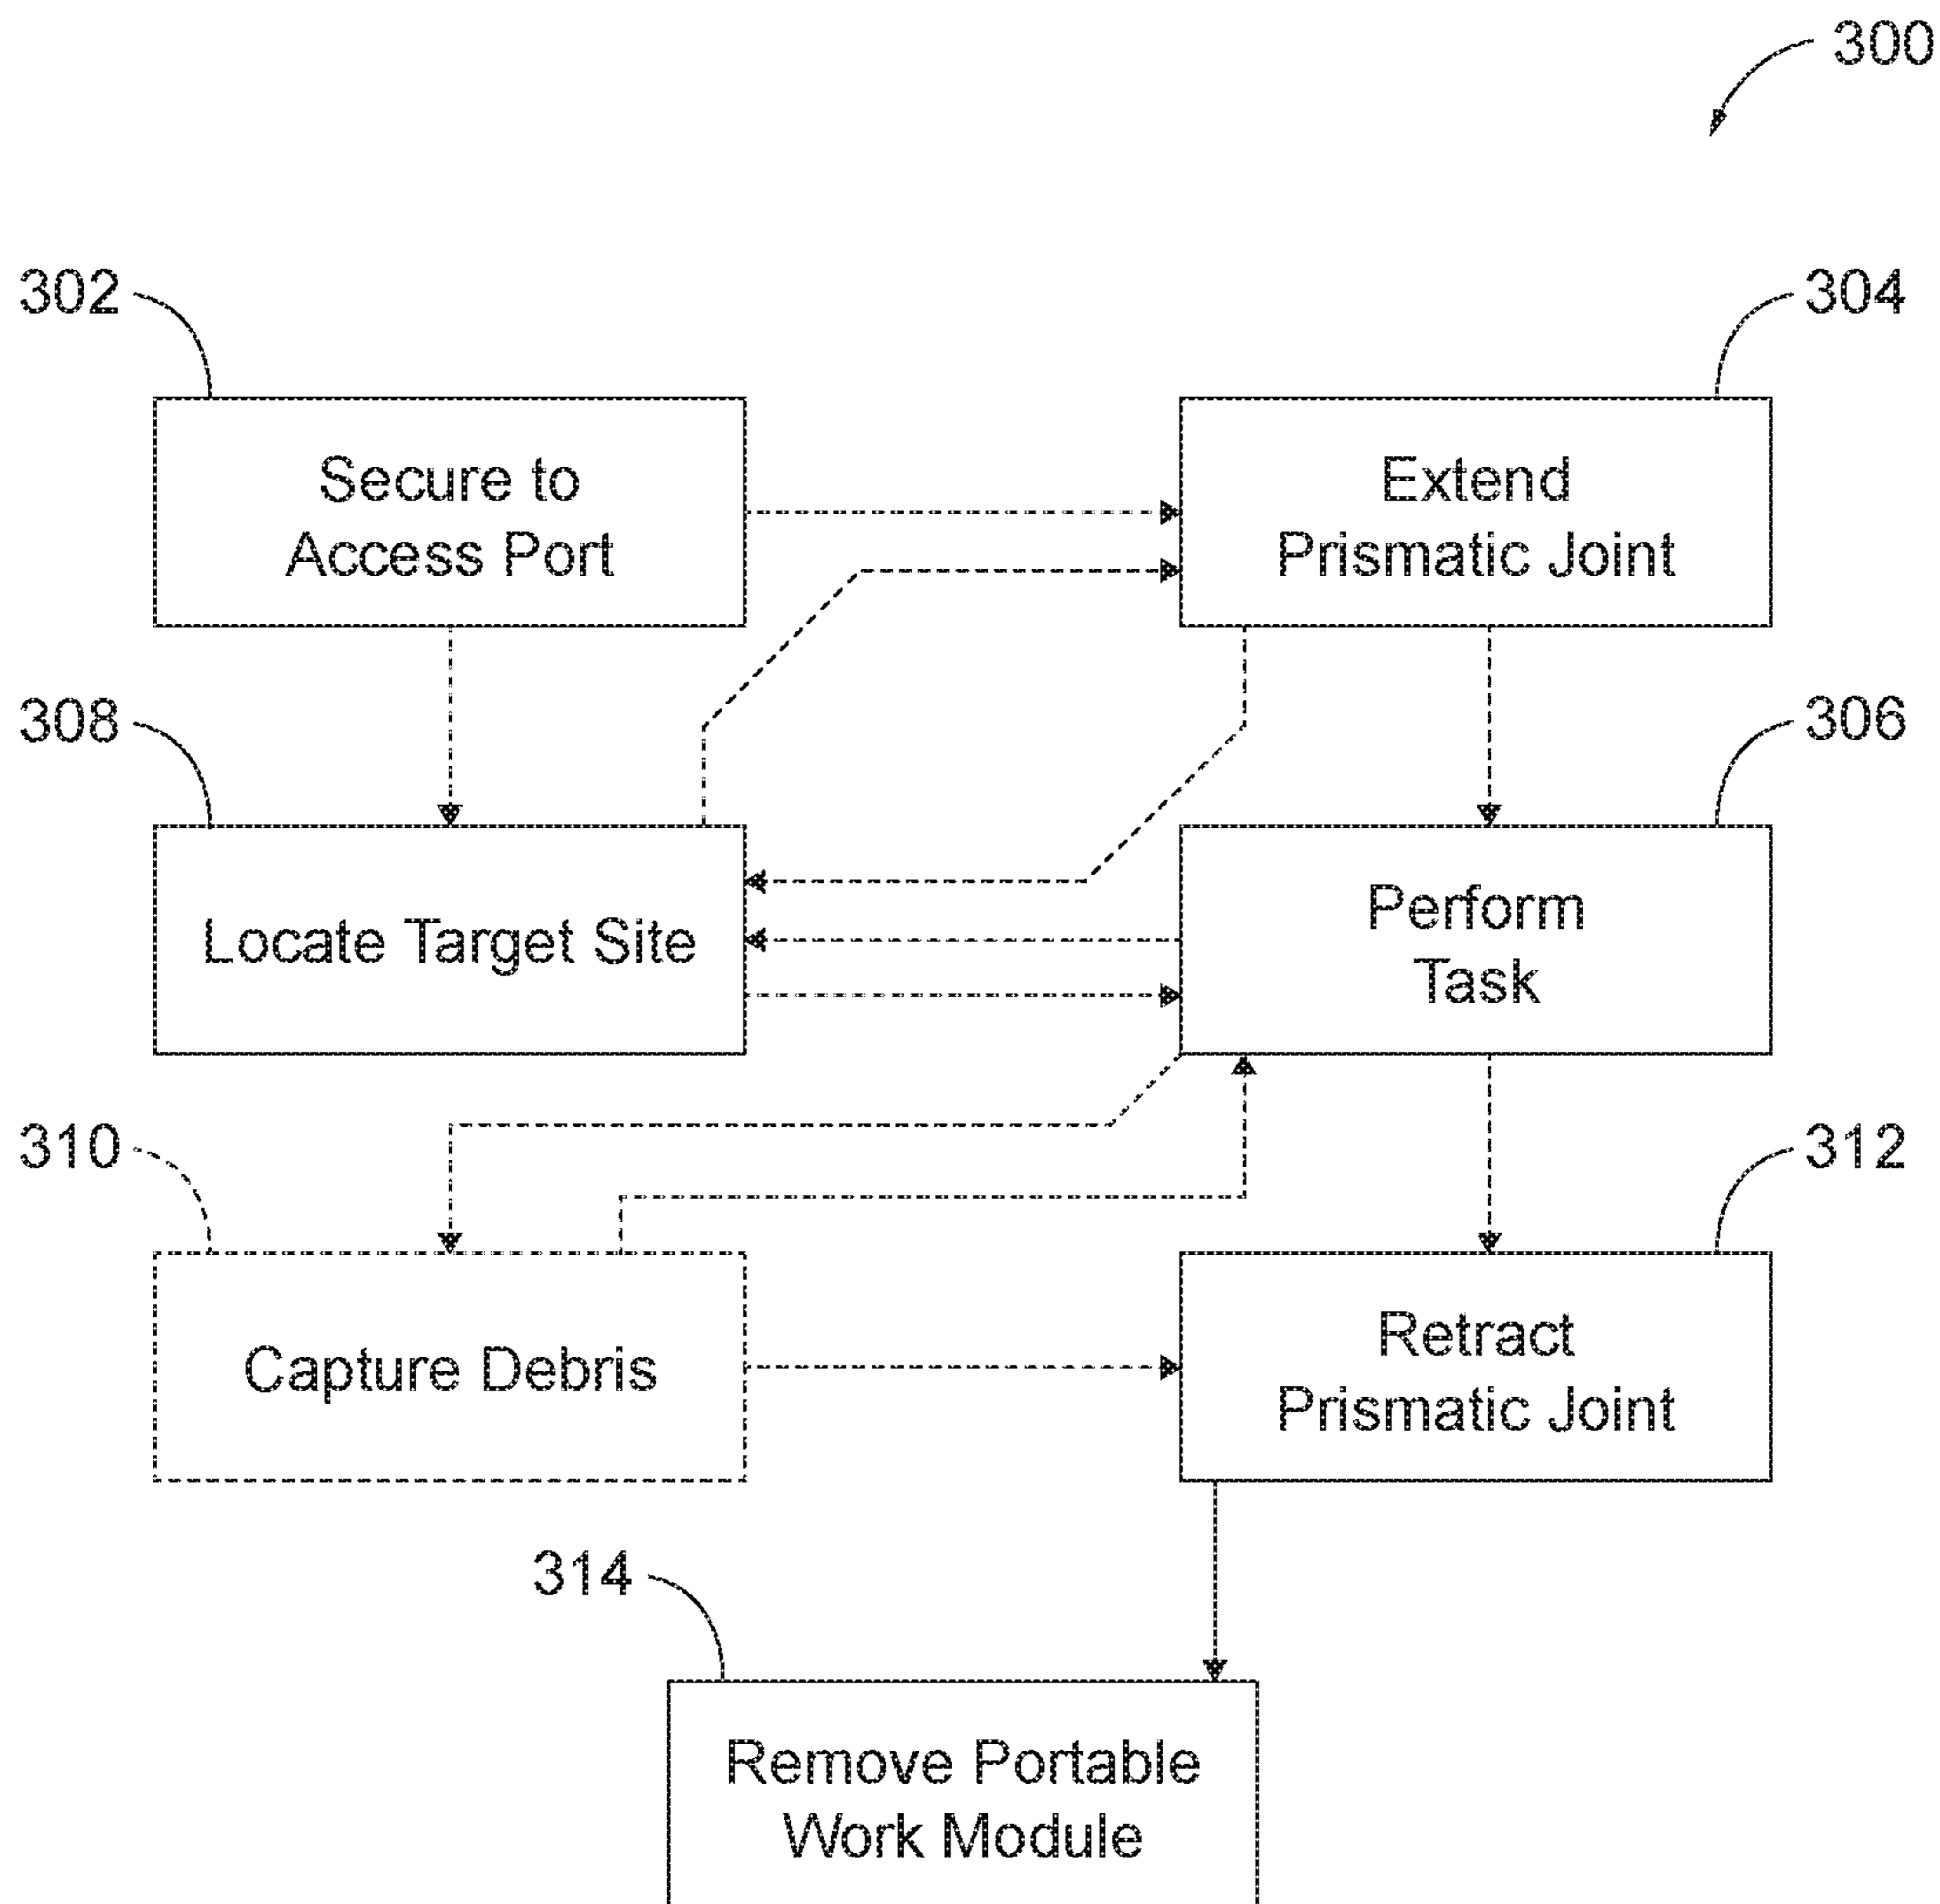 300
302
304
Secure to
Access Port
Extend
Prismatic Joint
308
306
Locate Target Site
Perform
Task
310
312
Capture Debris
Retract
Prismatic Joint
314
Remove Portable
Work Module